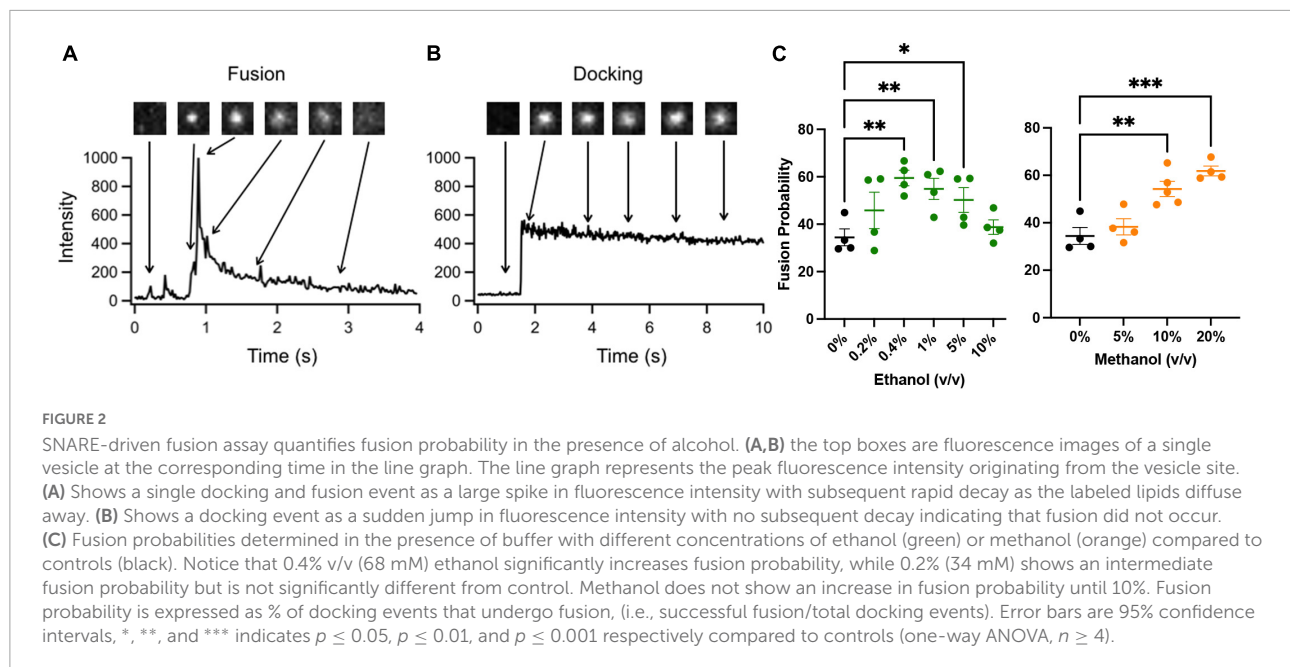 A
Fusion
1000
800
600
400
200
0
Intensity
0 1 2 3 4
Time (s)
B
Docking
1000
800
600
400
200
0
0 2 4 6 8 10
Time (s)
C
*
**
**
80
60
40
20
0
Fusion Probability
0% 0.2% 0.4% 1% 5% 10%
Ethanol (v/v)
***
**
80
60
40
20
0
0% 5% 10% 20%
Methanol (v/v)
FIGURE 2
SNARE-driven fusion assay quantifies fusion probability in the presence of alcohol. (A,B) the top boxes are fluorescence images of a single
vesicle at the corresponding time in the line graph. The line graph represents the peak fluorescence intensity originating from the vesicle site.
(A) Shows a single docking and fusion event as a large spike in fluorescence intensity with subsequent rapid decay as the labeled lipids diffuse
away. (B) Shows a docking event as a sudden jump in fluorescence intensity with no subsequent decay indicating that fusion did not occur.
(C) Fusion probabilities determined in the presence of buffer with different concentrations of ethanol (green) or methanol (orange) compared to
controls (black). Notice that 0.4% v/v (68 mM) ethanol significantly increases fusion probability, while 0.2% (34 mM) shows an intermediate
fusion probability but is not significantly different from control. Methanol does not show an increase in fusion probability until 10%. Fusion
probability is expressed as % of docking events that undergo fusion, (i.e., successful fusion/total docking events). Error bars are 95% confidence
intervals, *, **, and *** indicates p ≤ 0.05, p ≤ 0.01, and p ≤ 0.001 respectively compared to controls (one-way ANOVA, n ≥ 4).